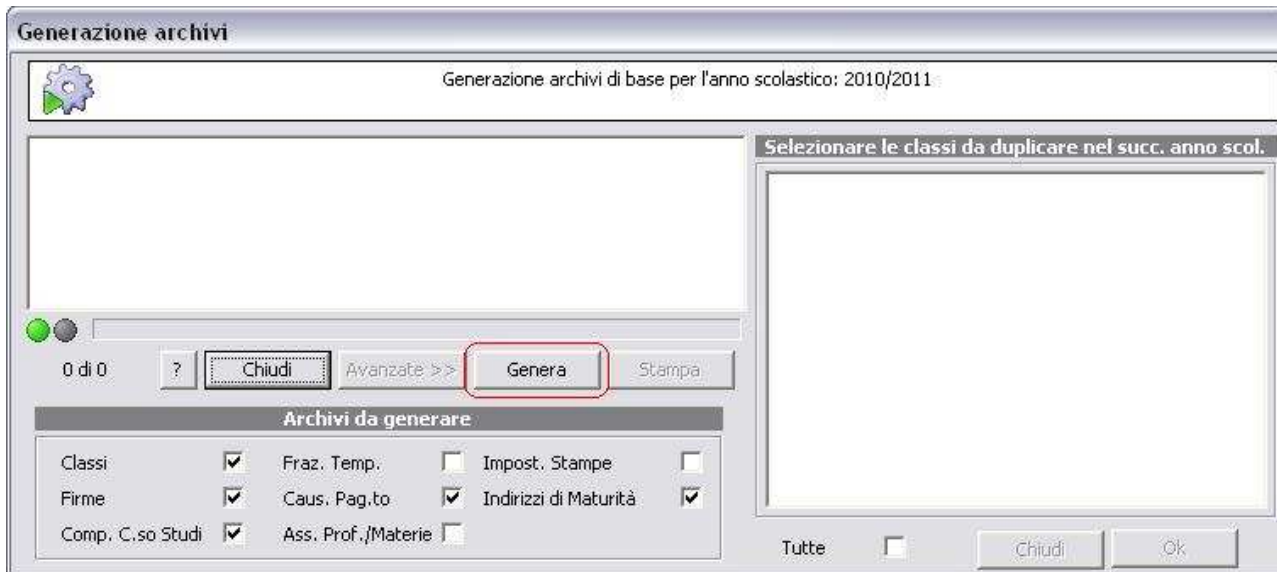 Generazione archivi
Generazione archivi di base per l'anno scolastico: 2010/2011
Selezionare le classi da duplicare nel succ. anno scol.
0 di 0 ? Chiudi Avanzate >> Genera Stampa
Archivi da generare
Classi Fraz. Temp. Impost. Stampe
Firme Caus. Pag.to Indirizzi di Maturità
Comp. C.so Studi Ass. Prof./Materie
Tutte Chiudi Ok